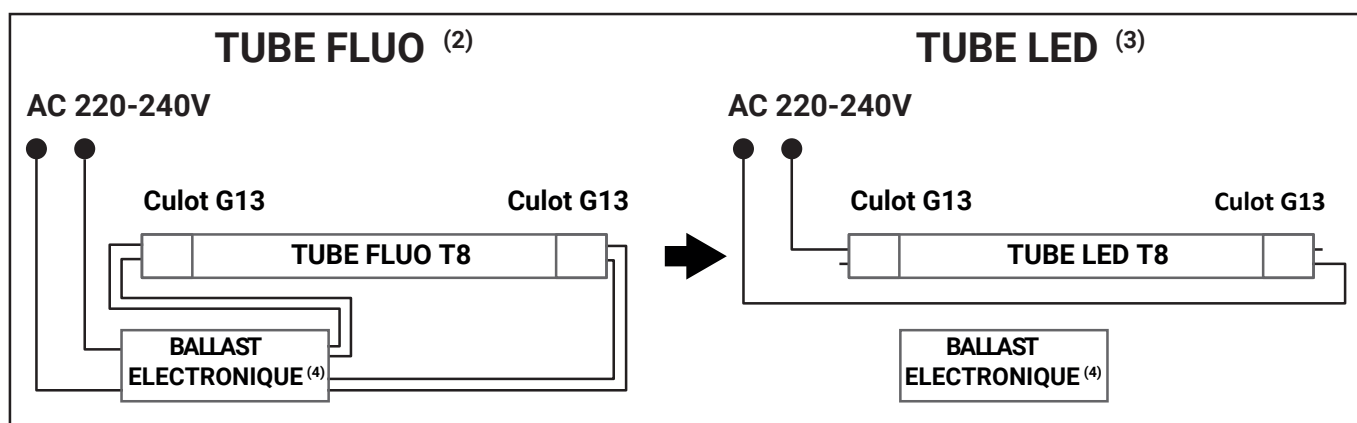 TUBE FLUO (2)
AC 220-240V
Culot G13
Culot G13
TUBE FLUO T8
BALLAST
ELECTRONIQUE (4)
TUBE LED (3)
AC 220-240V
Culot G13
Culot G13
TUBE LED T8
BALLAST
ELECTRONIQUE (4)